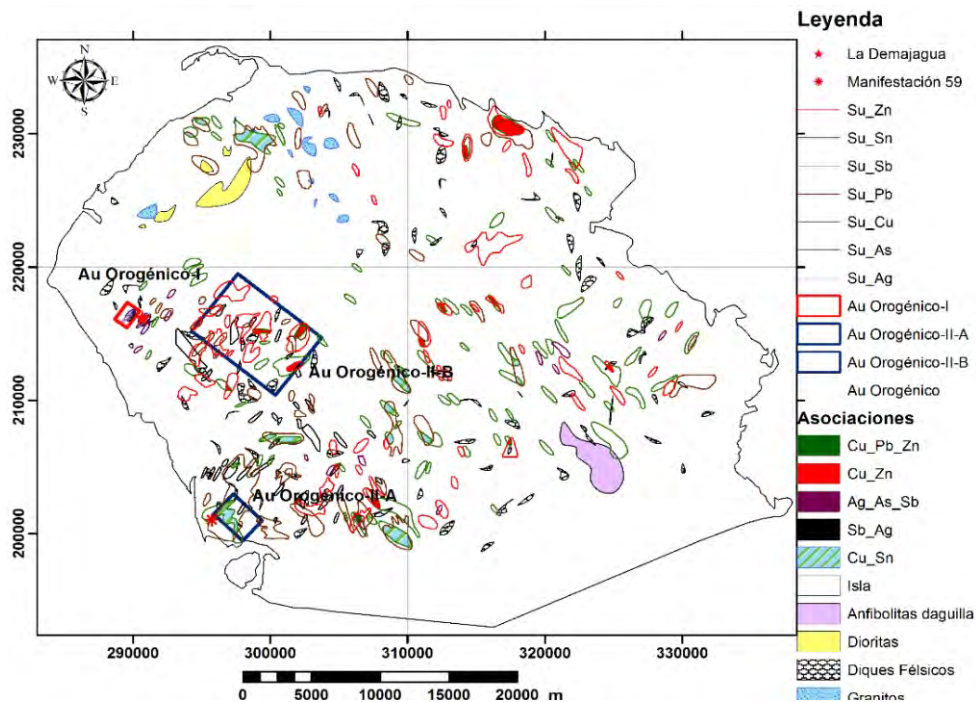 Leyenda
La Demajagua
Manifestación 59
Su_Zn
Su_Sn
Su_Sb
Su_Pb
Su_Cu
Su_As
Su_Ag
Au Orogénico-I
Au Orogénico-II-A
Au Orogénico-II-B
Au Orogénico
Asociaciones
Cu_Pb_Zn
Cu_Zn
Ag_As_Sb
Sb_Ag
Cu_Sn
Isla
Anfibolitas daguilla
Dioritas
Diques Félsicos
Granitos
N
W
E
S
230000
220000
210000
200000
Au Orogénico-I
Au Orogénico-II-B
Au Orogénico-II-A
290000 300000 310000 320000 330000
0 5000 10000 15000 20000 m